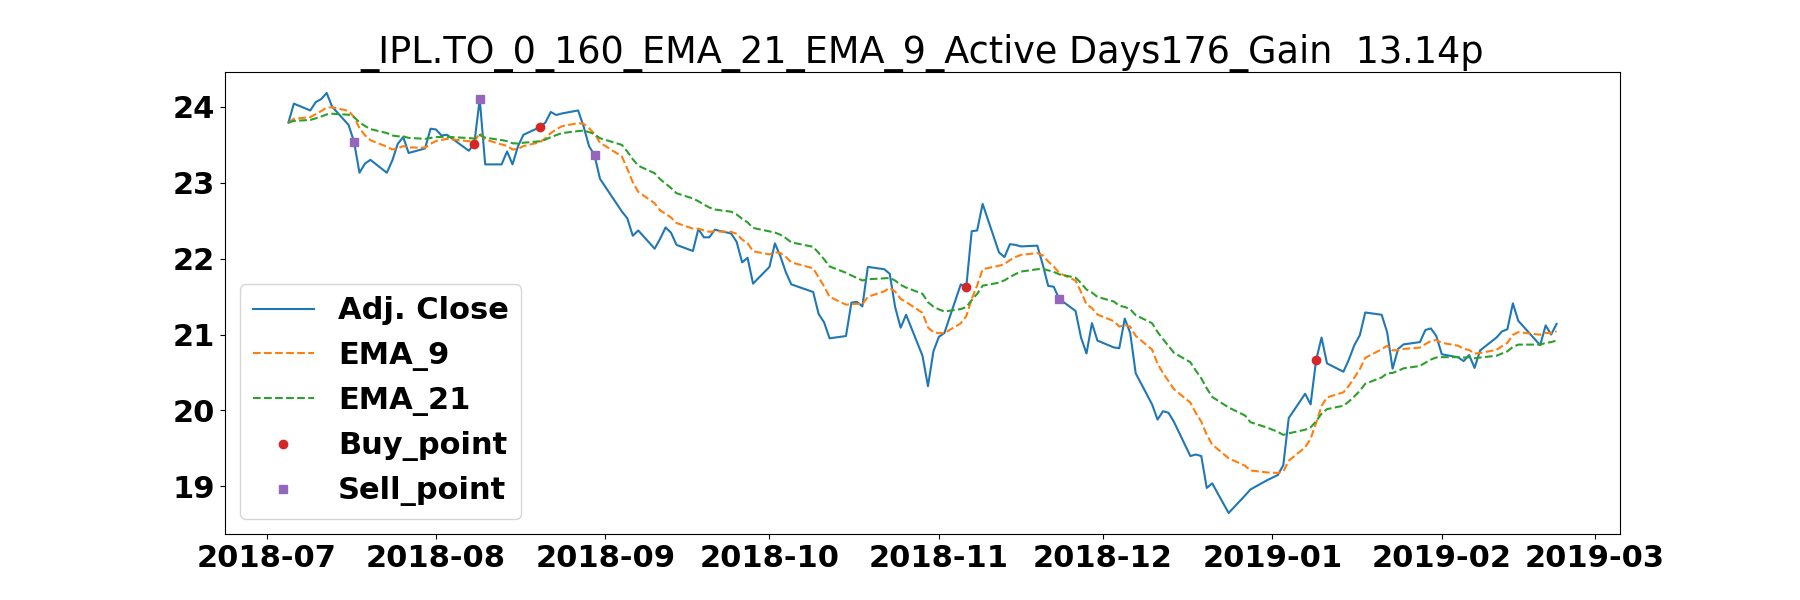 _IPL.TO_0_160_EMA_21_EMA_9_Active Days176_Gain  13.14p
24
23
22
21
20
19
Adj. Close
EMA_9
EMA_21
Buy_point
Sell_point
2018-07 2018-08 2018-09 2018-10 2018-11 2018-12 2019-01 2019-02 2019-03